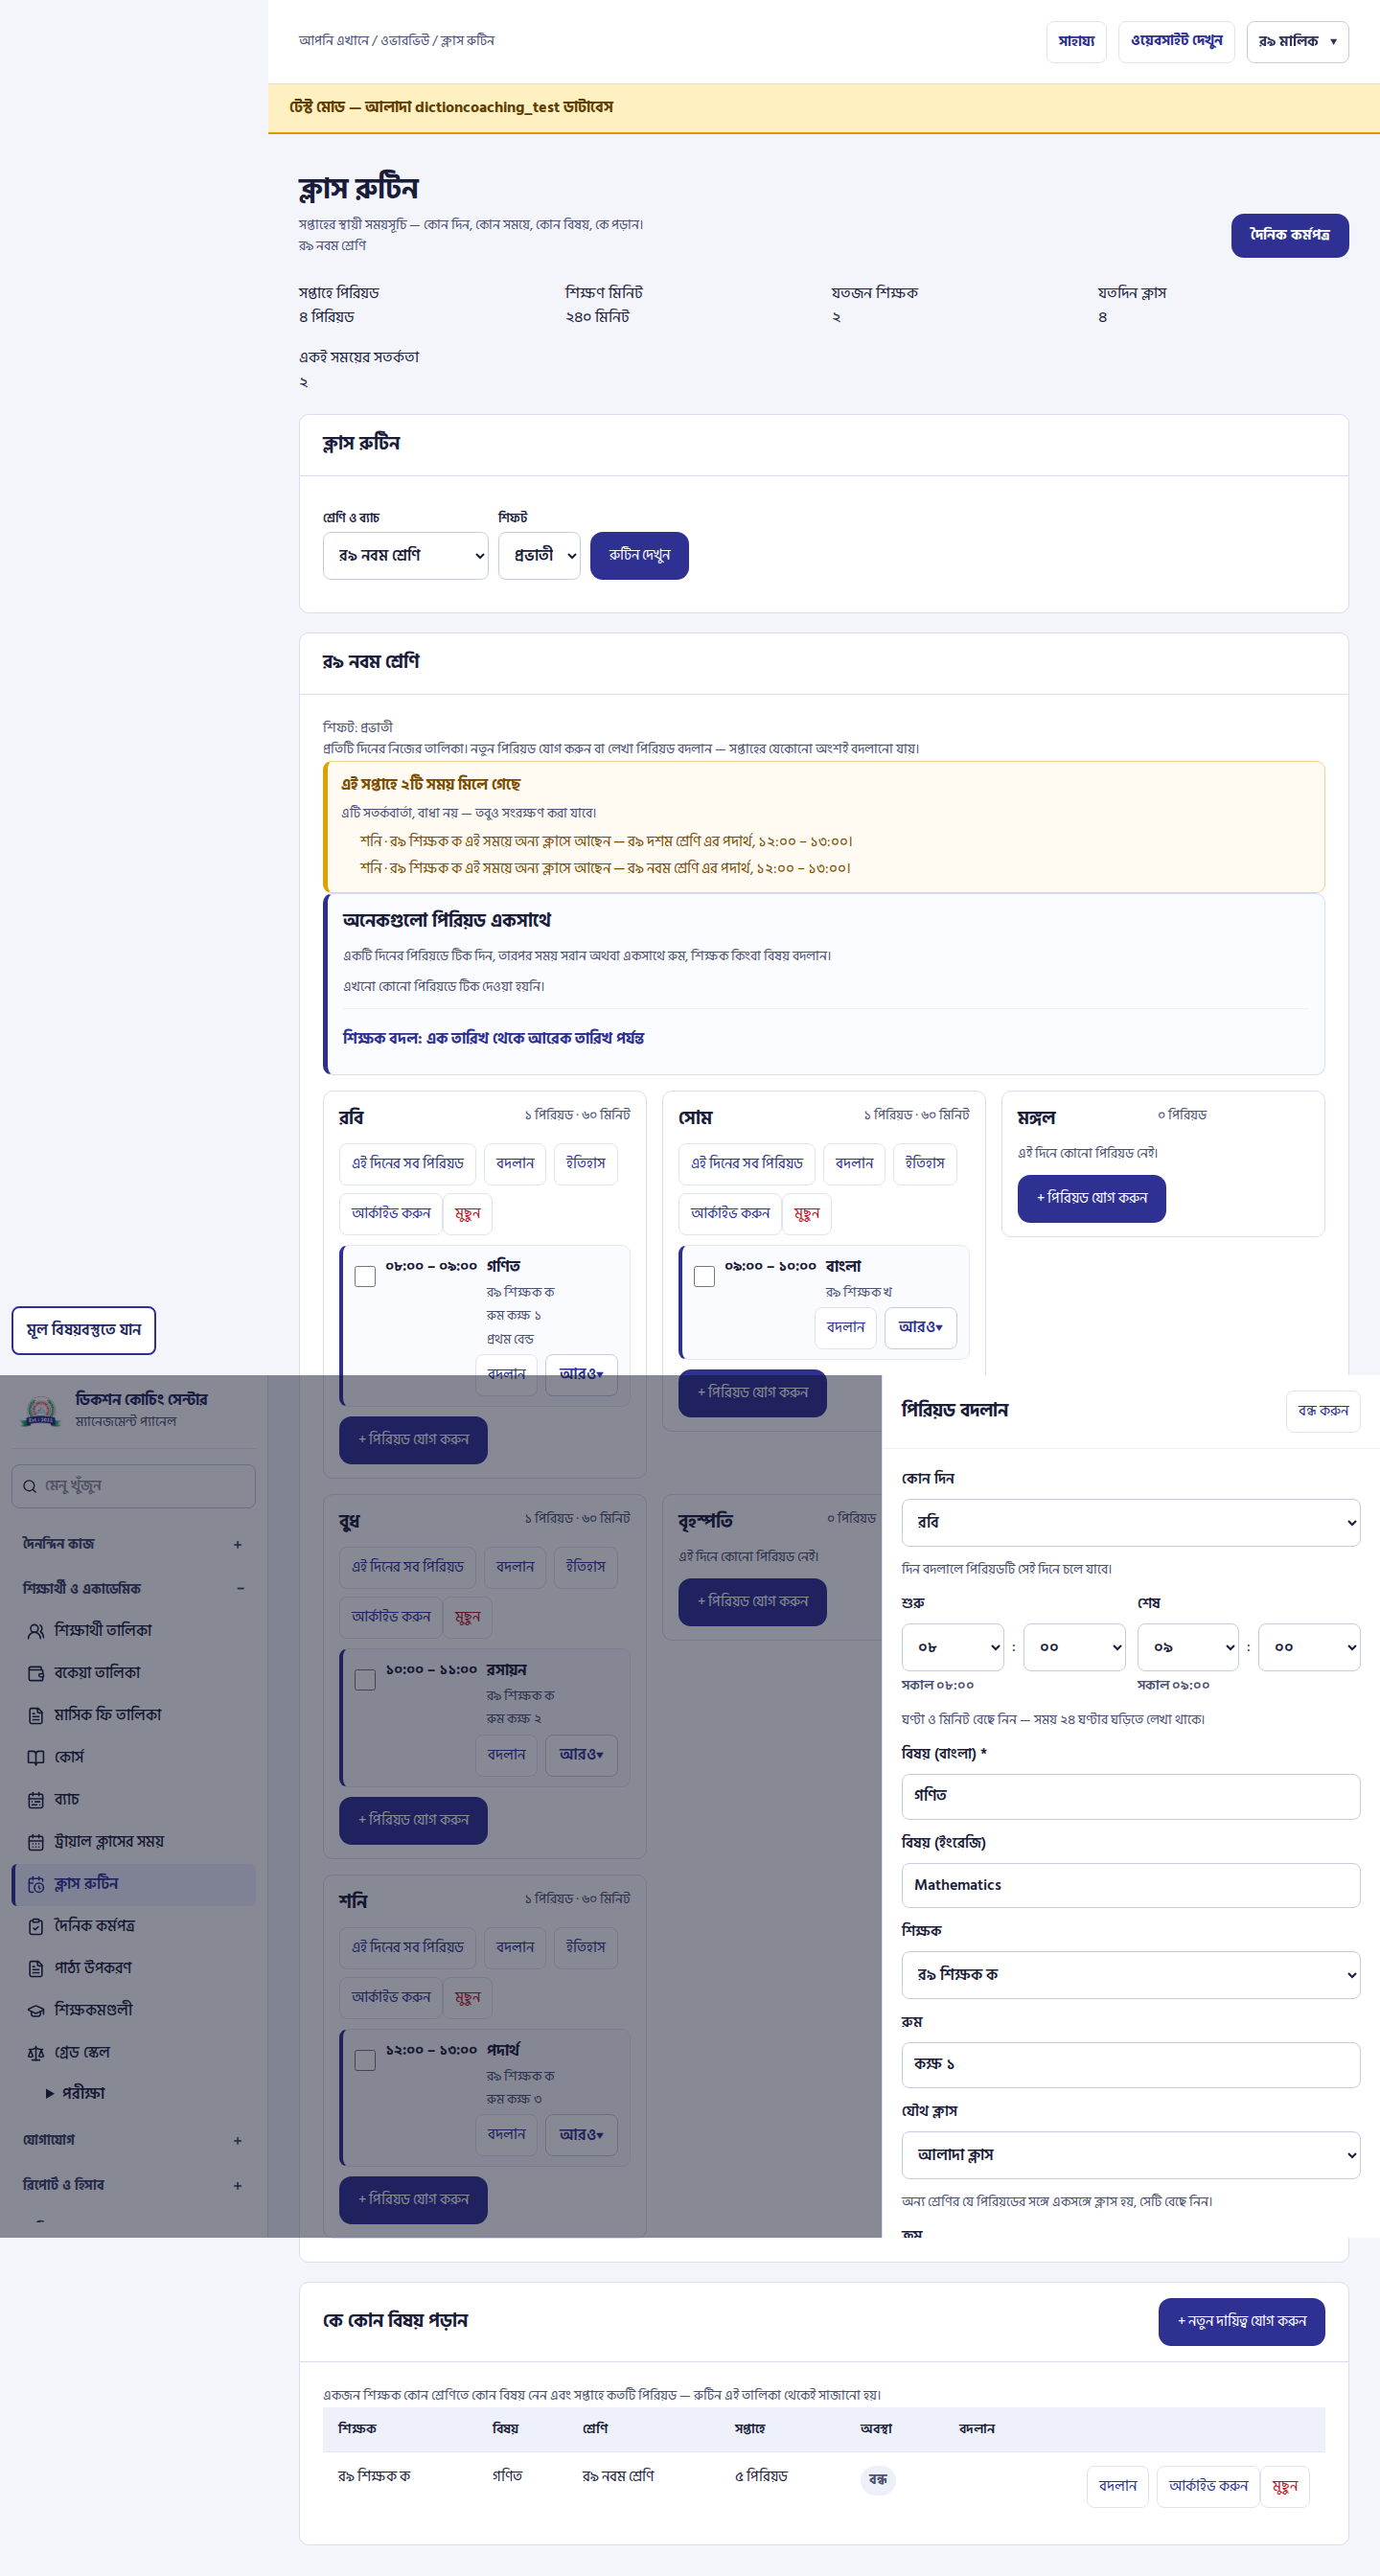 আপনি এখানে / ওভারভিউ / ক্লাস রুটিন
সাহায্য
ওয়েবসাইট দেখুন
র৯ মালিক
টেস্ট মোড — আলাদা dictioncoaching_test ডাটাবেস
ক্লাস রুটিন
সপ্তাহের স্থায়ী সময়সূচি — কোন দিন, কোন সময়ে, কোন বিষয়, কে পড়ান।
র৯ নবম শ্রেণি
দৈনিক কর্মপত্র
সপ্তাহে পিরিয়ড
৪ পিরিয়ড
শিক্ষণ মিনিট
২৪০ মিনিট
যতজন শিক্ষক
২
যতদিন ক্লাস
৪
একই সময়ের সতর্কতা
২
ক্লাস রুটিন
শ্রেণি ও ব্যাচ
শিফট
র৯ নবম শ্রেণি
প্রভাতী
রুটিন দেখুন
র৯ নবম শ্রেণি
শিফট: প্রভাতী
প্রতিটি দিনের নিজের তালিকা। নতুন পিরিয়ড যোগ করুন বা লেখা পিরিয়ড বদলান — সপ্তাহের যেকোনো অংশই বদলানো যায়।
এই সপ্তাহে ২টি সময় মিলে গেছে
এটি সতর্কবার্তা, বাধা নয় — তবুও সংরক্ষণ করা যাবে।
শনি · র৯ শিক্ষক ক এই সময়ে অন্য ক্লাসে আছেন — র৯ দশম শ্রেণি এর পদার্থ, ১২:০০ – ১৩:০০।
শনি · র৯ শিক্ষক ক এই সময়ে অন্য ক্লাসে আছেন — র৯ নবম শ্রেণি এর পদার্থ, ১২:০০ – ১৩:০০।
অনেকগুলো পিরিয়ড একসাথে
একটি দিনের পিরিয়ডে টিক দিন, তারপর সময় সরান অথবা একসাথে রুম, শিক্ষক কিংবা বিষয় বদলান।
এখনো কোনো পিরিয়ডে টিক দেওয়া হয়নি।
শিক্ষক বদল: এক তারিখ থেকে আরেক তারিখ পর্যন্ত
রবি
১ পিরিয়ড · ৬০ মিনিট
এই দিনের সব পিরিয়ড
বদলান
ইতিহাস
আর্কাইভ করুন
মুছুন
০৮:০০ – ০৯:০০
গণিত
র৯ শিক্ষক ক
রুম কক্ষ ১
প্রথম বেন্ড
বদলান
আরও
+ পিরিয়ড যোগ করুন
সোম
১ পিরিয়ড · ৬০ মিনিট
এই দিনের সব পিরিয়ড
বদলান
ইতিহাস
আর্কাইভ করুন
মুছুন
০৯:০০ – ১০:০০
বাংলা
র৯ শিক্ষক খ
বদলান
আরও
+ পিরিয়ড যোগ করুন
মঙ্গল
০ পিরিয়ড
এই দিনে কোনো পিরিয়ড নেই।
+ পিরিয়ড যোগ করুন
মূল বিষয়বস্তুতে যান
ডিকশন কোচিং সেন্টার
ম্যানেজমেন্ট প্যানেল
মেনু খুঁজুন
দৈনন্দিন কাজ
+
শিক্ষার্থী ও একাডেমিক
−
শিক্ষার্থী তালিকা
বকেয়া তালিকা
মাসিক ফি তালিকা
কোর্স
ব্যাচ
ট্রায়াল ক্লাসের সময়
ক্লাস রুটিন
দৈনিক কর্মপত্র
পাঠ্য উপকরণ
শিক্ষকমণ্ডলী
গ্রেড স্কেল
পরীক্ষা
যোগাযোগ
+
রিপোর্ট ও হিসাব
+
বুধ
১ পিরিয়ড · ৬০ মিনিট
এই দিনের সব পিরিয়ড
বদলান
ইতিহাস
আর্কাইভ করুন
মুছুন
১০:০০ – ১১:০০
রসায়ন
র৯ শিক্ষক ক
রুম কক্ষ ২
বদলান
আরও
+ পিরিয়ড যোগ করুন
বৃহস্পতি
০ পিরিয়ড
এই দিনে কোনো পিরিয়ড নেই।
+ পিরিয়ড যোগ করুন
শনি
১ পিরিয়ড · ৬০ মিনিট
এই দিনের সব পিরিয়ড
বদলান
ইতিহাস
আর্কাইভ করুন
মুছুন
১২:০০ – ১৩:০০
পদার্থ
র৯ শিক্ষক ক
রুম কক্ষ ৩
বদলান
আরও
+ পিরিয়ড যোগ করুন
পিরিয়ড বদলান
বন্ধ করুন
কোন দিন
রবি
দিন বদলালে পিরিয়ডটি সেই দিনে চলে যাবে।
শুরু
শেষ
০৮ : ০০
০৯ : ০০
সকাল ০৮:০০
সকাল ০৯:০০
ঘণ্টা ও মিনিট বেছে নিন — সময় ২৪ ঘণ্টার ঘড়িতে লেখা থাকে।
বিষয় (বাংলা) *
গণিত
বিষয় (ইংরেজি)
Mathematics
শিক্ষক
র৯ শিক্ষক ক
রুম
কক্ষ ১
যৌথ ক্লাস
আলাদা ক্লাস
অন্য শ্রেণির যে পিরিয়ডের সঙ্গে একসঙ্গে ক্লাস হয়, সেটি বেছে নিন।
ক্রম
কে কোন বিষয় পড়ান
+ নতুন দায়িত্ব যোগ করুন
একজন শিক্ষক কোন শ্রেণিতে কোন বিষয় নেন এবং সপ্তাহে কতটি পিরিয়ড — রুটিন এই তালিকা থেকেই সাজানো হয়।
শিক্ষক
বিষয়
শ্রেণি
সপ্তাহে
অবস্থা
বদলান
র৯ শিক্ষক ক
গণিত
র৯ নবম শ্রেণি
৫ পিরিয়ড
বন্ধ
বদলান
আর্কাইভ করুন
মুছুন